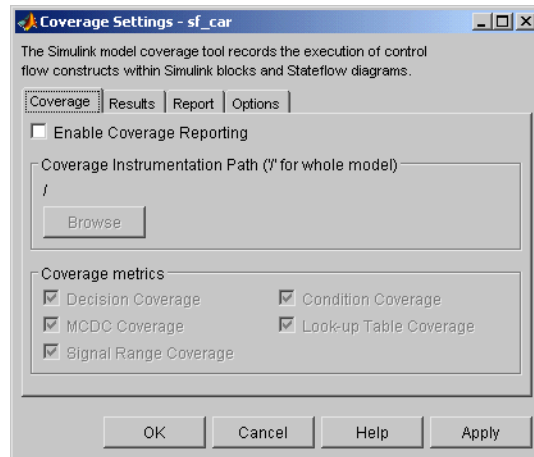 Coverage Settings - sf_car
The Simulink model coverage tool records the execution of control
flow constructs within Simulink blocks and Stateflow diagrams.
Coverage Results Report Options
Enable Coverage Reporting
Coverage Instrumentation Path ('/' for whole model)
/
Browse
Coverage metrics
Decision Coverage Condition Coverage
MCDC Coverage Look-up Table Coverage
Signal Range Coverage
OK Cancel Help Apply